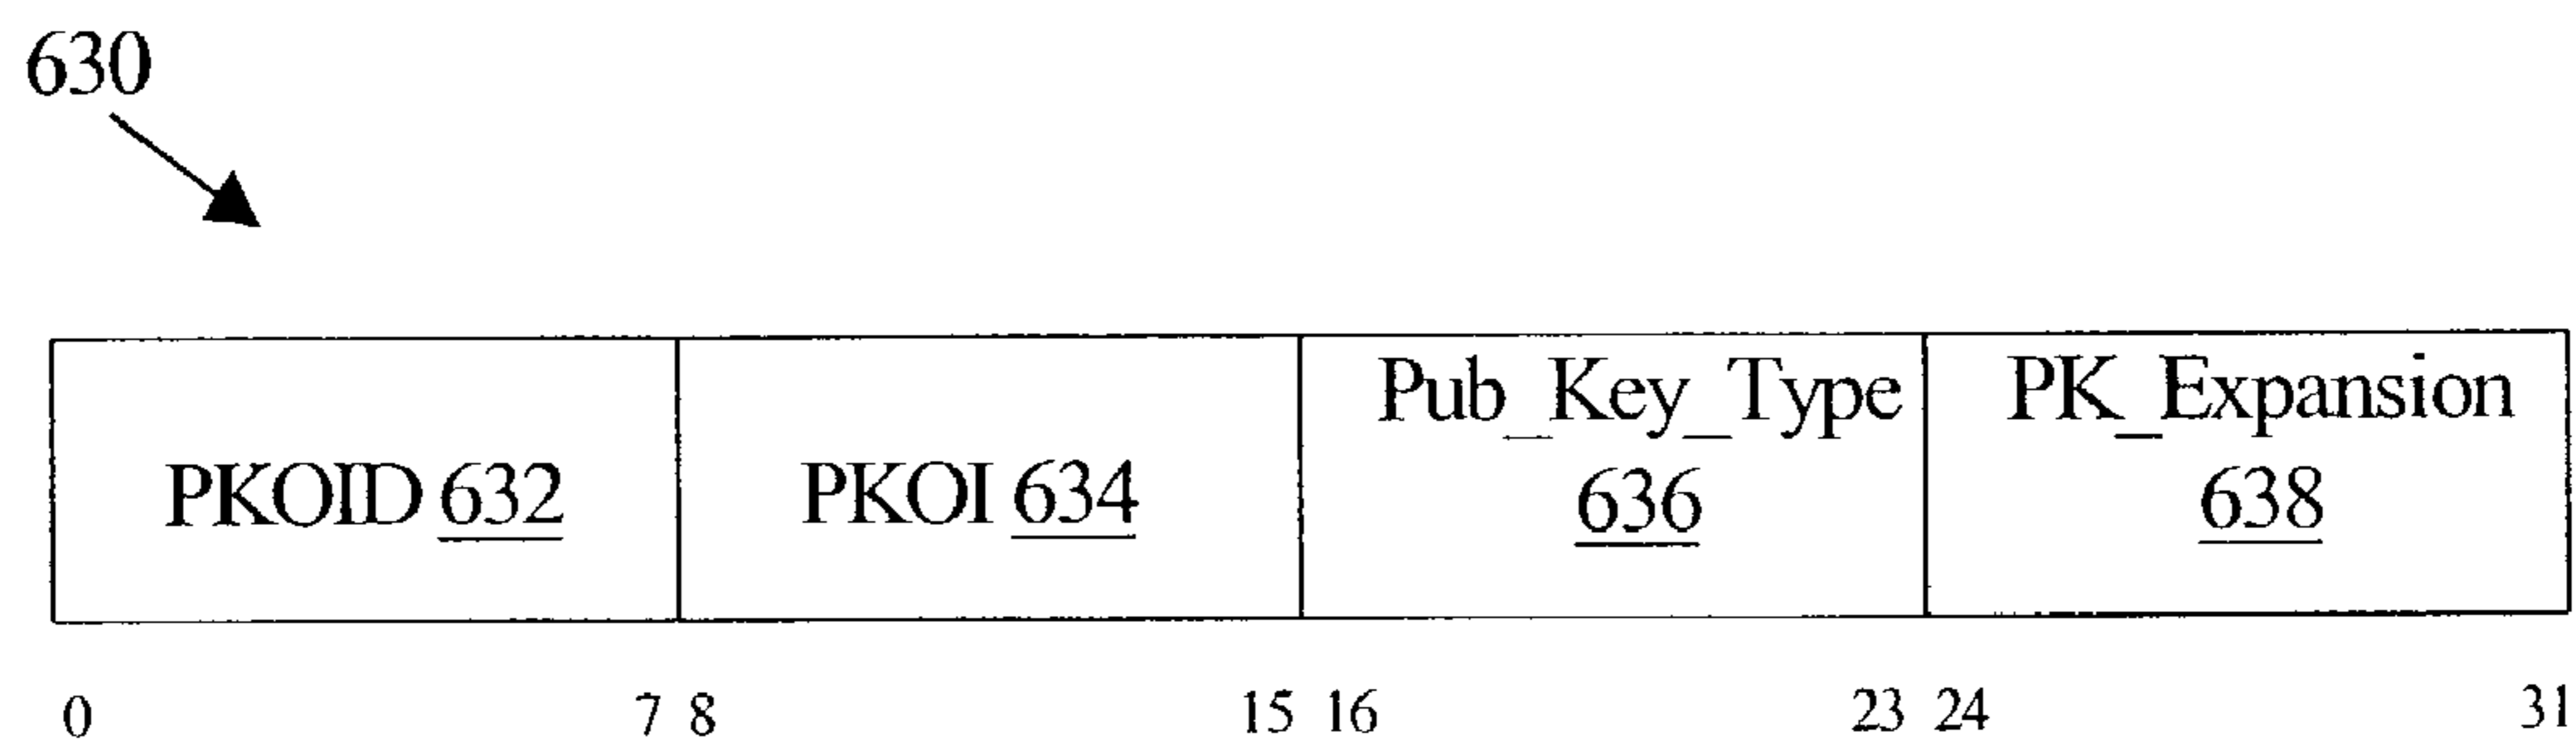 630
PKOID 632
PKOI 634
Pub_Key_Type
636
PK_Expansion
638
0 7 8 15 16 23 24 31